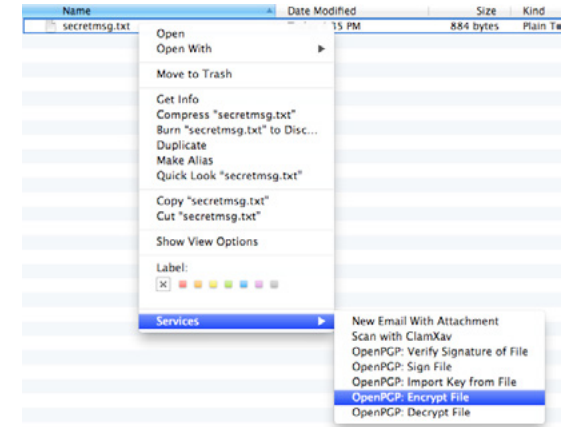 Name Date Modified Size Kind
secretmsg.txt 15 PM 884 bytes Plain
Open
Open With
Move to Trash
Get Info
Compress "secretmsg.txt"
Burn "secretmsg.txt" to Disc...
Duplicate
Make Alias
Quick Look "secretmsg.txt"
Copy "secretmsg.txt"
Cut "secretmsg.txt"
Show View Options
Label:
Services
New Email With Attachment
Scan with ClamXav
OpenPGP: Verify Signature of File
OpenPGP: Sign File
OpenPGP: Import Key from File
OpenPGP: Encrypt File
OpenPGP: Decrypt File